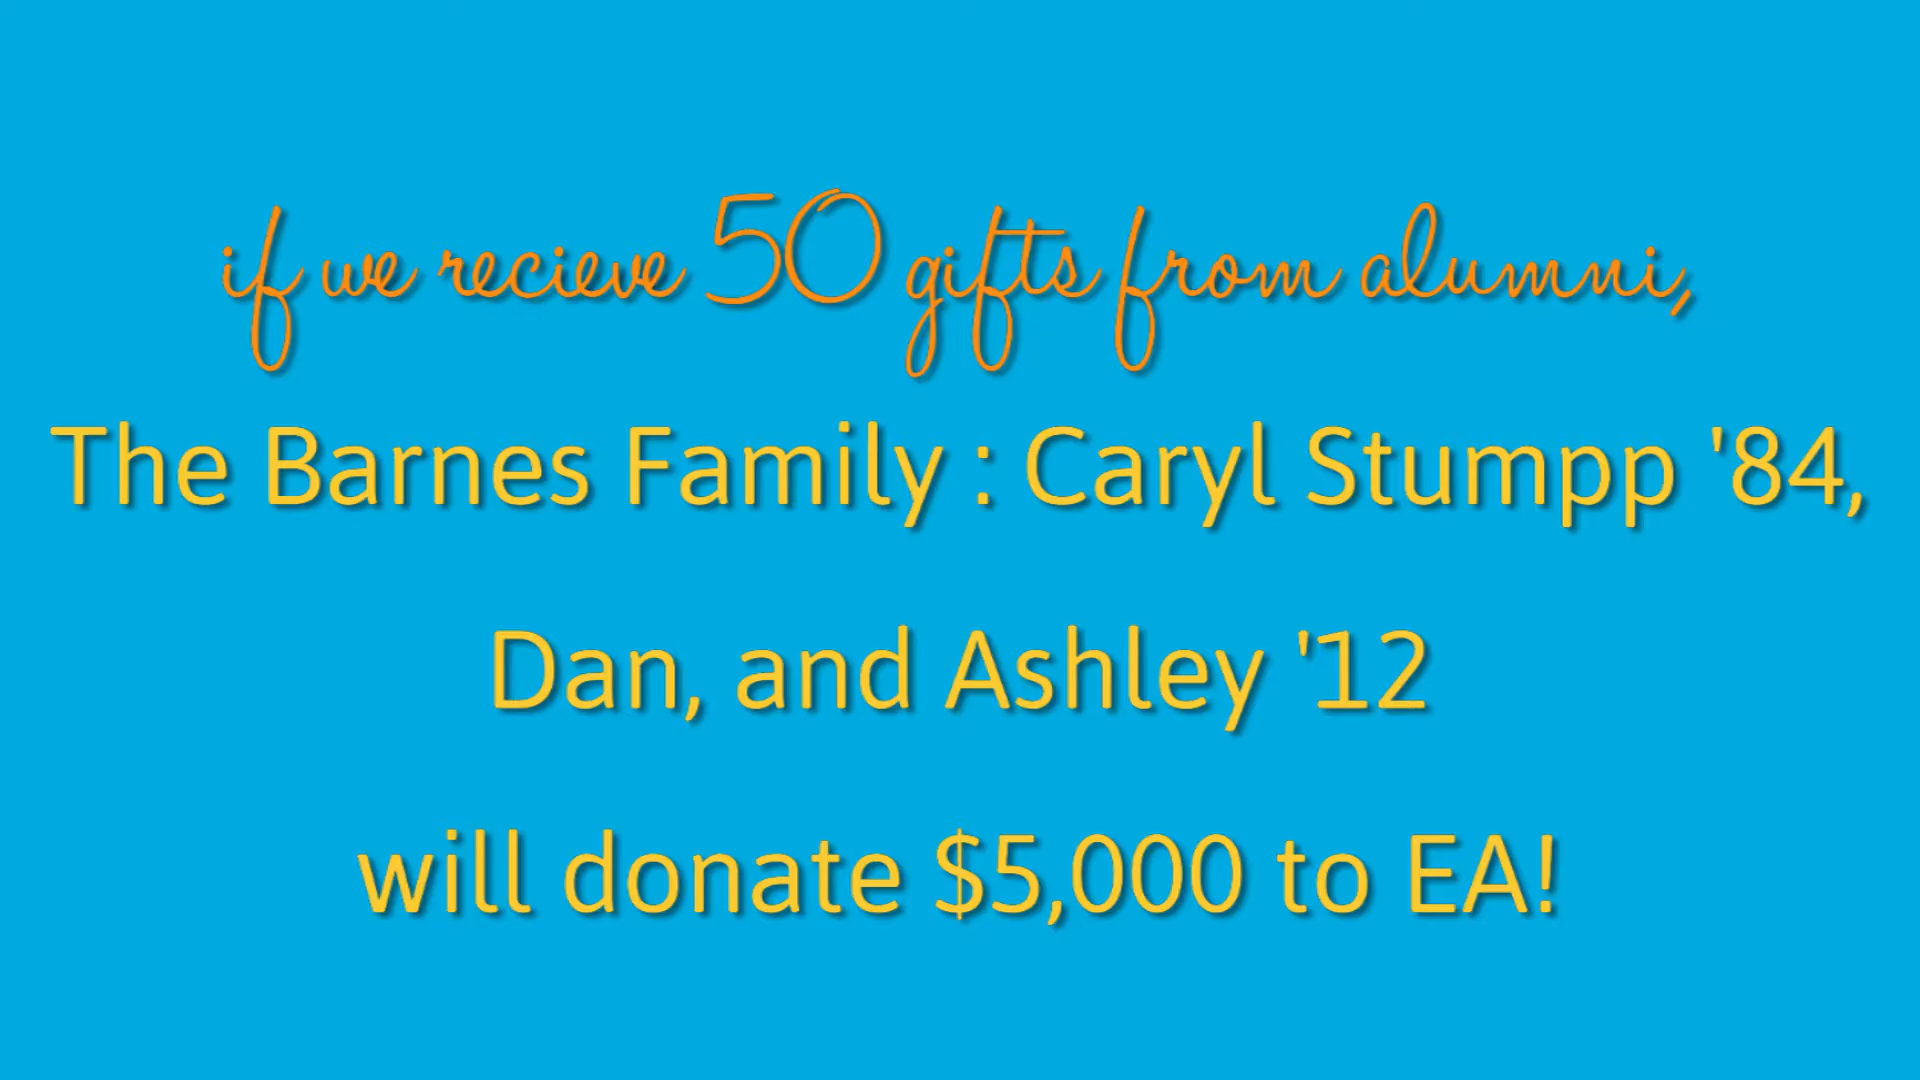 if we recieve 50 gifts from alumni,
The Barnes Family : Caryl Stumpp '84,
Dan, and Ashley '12
will donate $5,000 to EA!